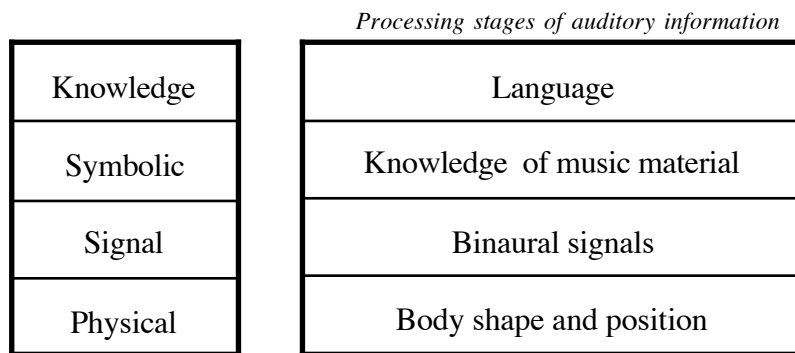 Processing stages of auditory information
Knowledge
Language
Symbolic
Knowledge of music material
Signal
Binaural signals
Physical
Body shape and position